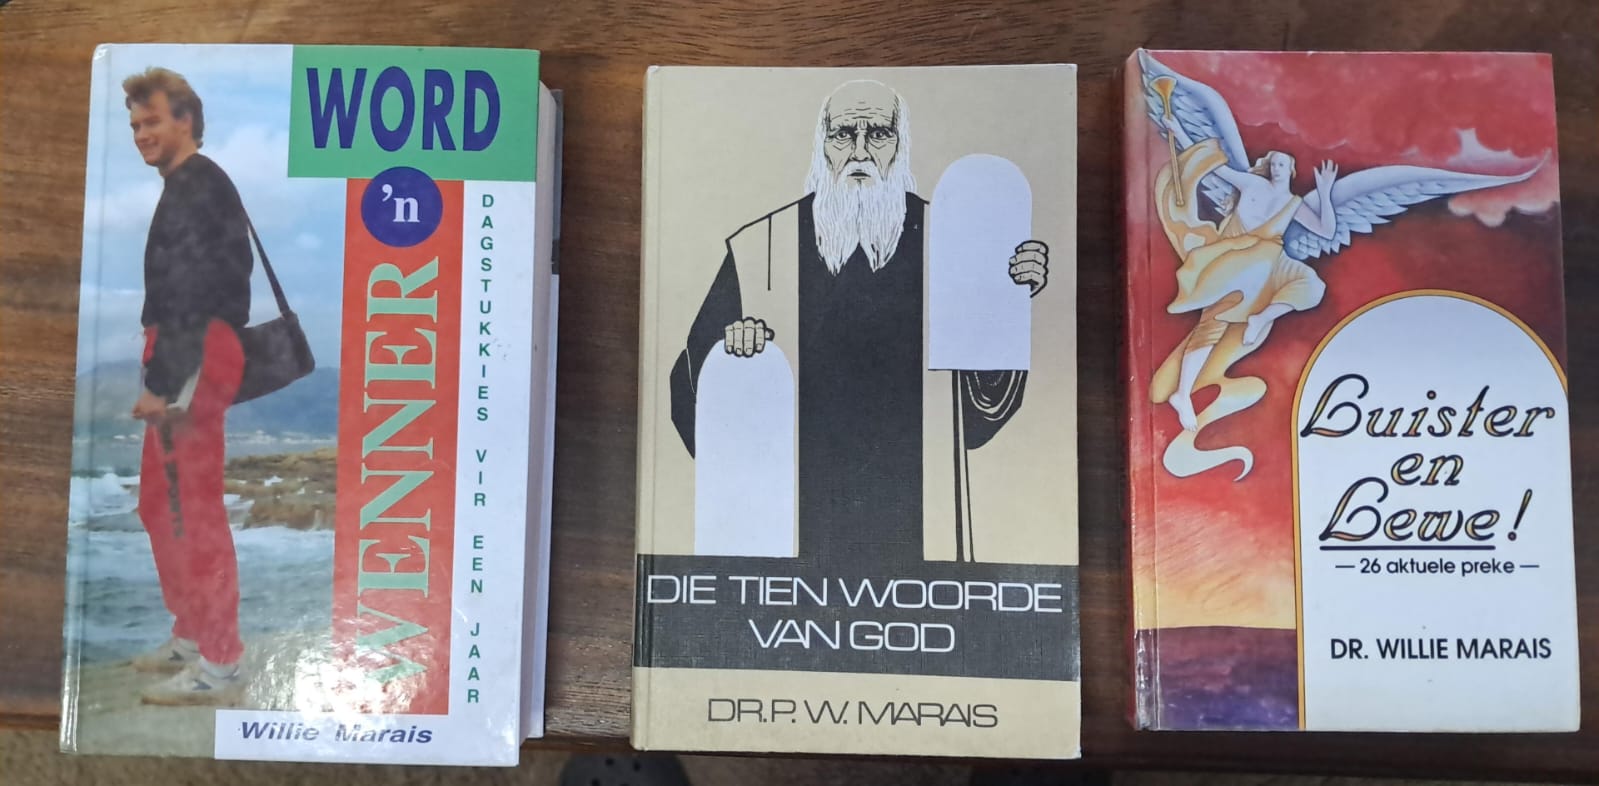 WORD
'n
WENNER
DAGSTUKKIES VIR EEN JAAR
Willie Marais
DIE TIEN WOORDE
VAN GOD
DR. P. W. MARAIS
Luister
en
Lewe!
— 26 aktuele preke —
DR. WILLIE MARAIS